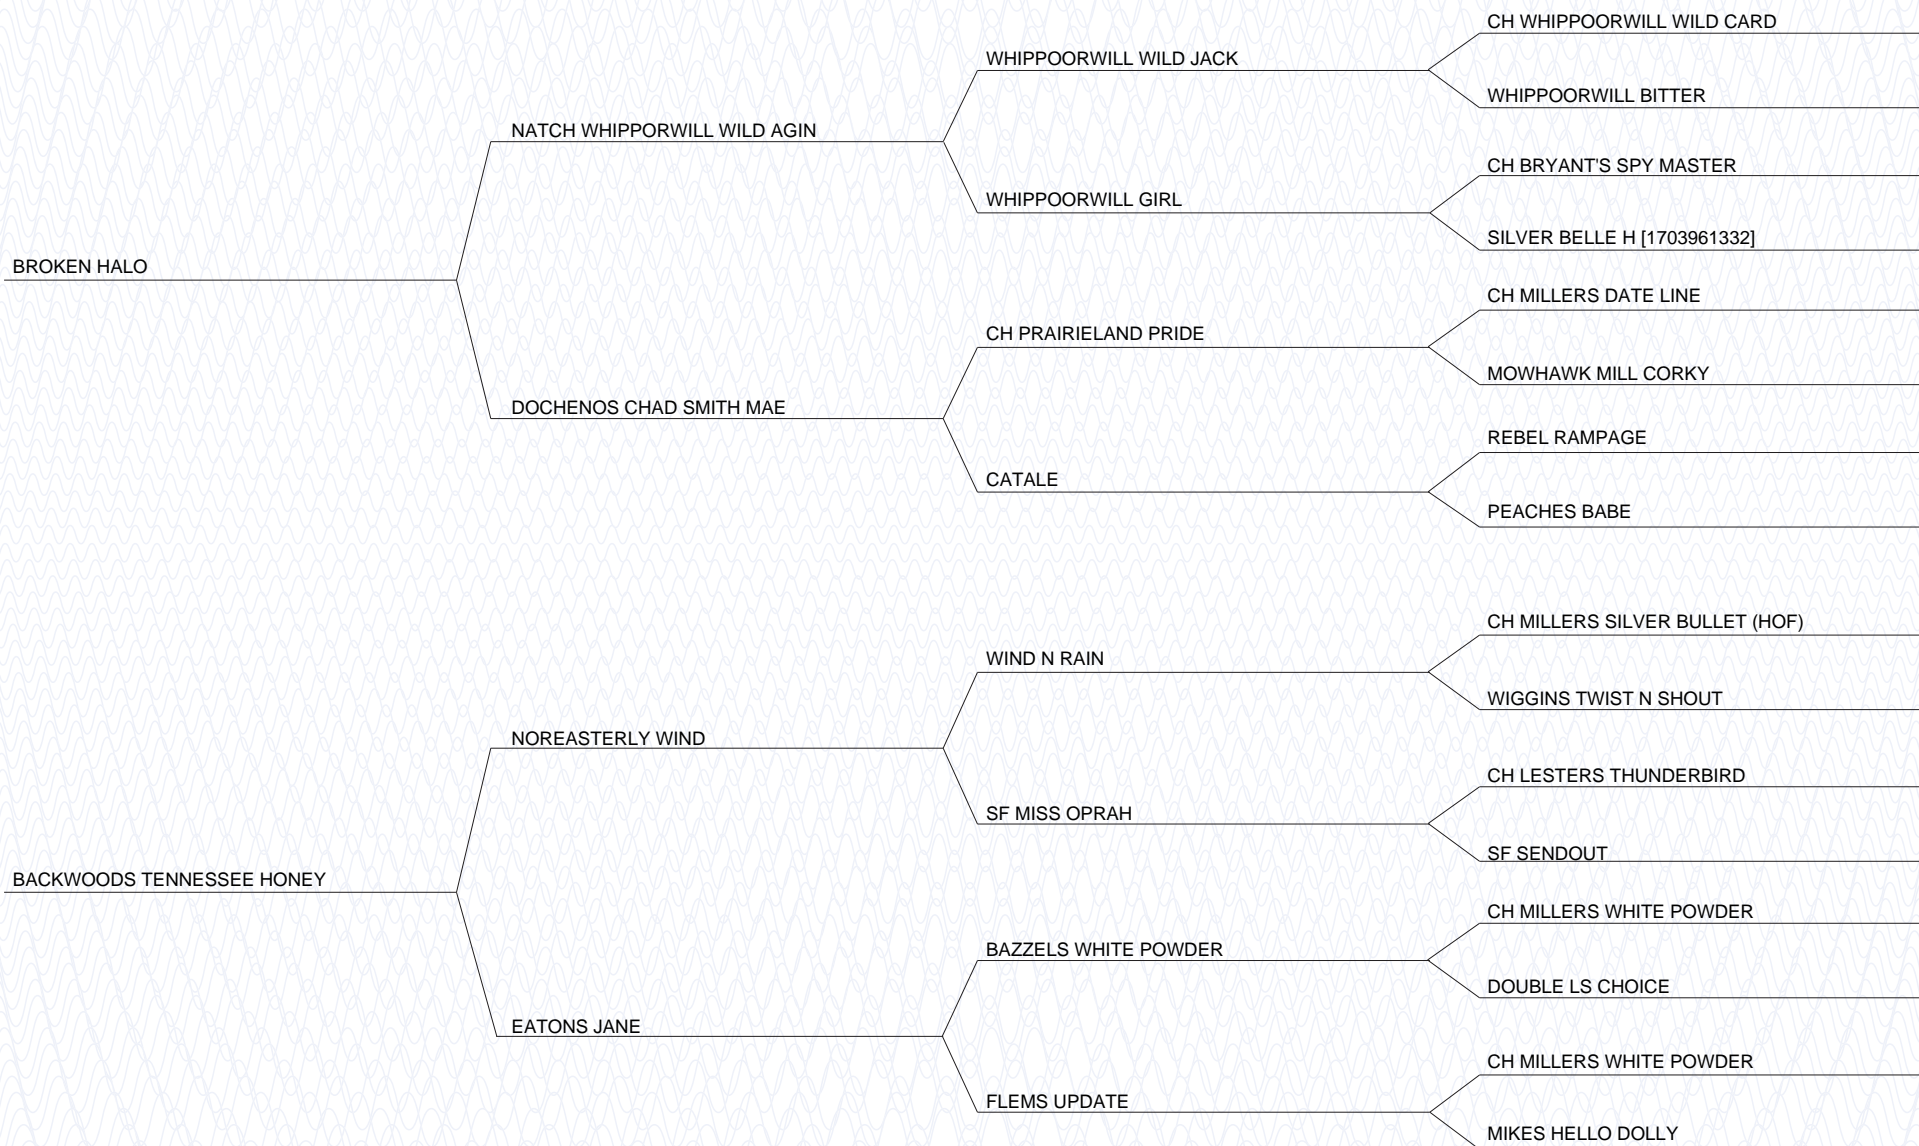 CH WHIPPOORWILL WILD CARD
WHIPPOORWILL WILD JACK
WHIPPOORWILL BITTER
NATCH WHIPPORWILL WILD AGIN
CH BRYANT'S SPY MASTER
WHIPPOORWILL GIRL
SILVER BELLE H [1703961332]
BROKEN HALO
CH MILLERS DATE LINE
CH PRAIRIELAND PRIDE
MOWHAWK MILL CORKY
DOCHENOS CHAD SMITH MAE
REBEL RAMPAGE
CATALE
PEACHES BABE
CH MILLERS SILVER BULLET (HOF)
WIND N RAIN
WIGGINS TWIST N SHOUT
NOREASTERLY WIND
CH LESTERS THUNDERBIRD
SF MISS OPRAH
SF SENDOUT
BACKWOODS TENNESSEE HONEY
CH MILLERS WHITE POWDER
BAZZELS WHITE POWDER
DOUBLE LS CHOICE
EATONS JANE
CH MILLERS WHITE POWDER
FLEMS UPDATE
MIKES HELLO DOLLY